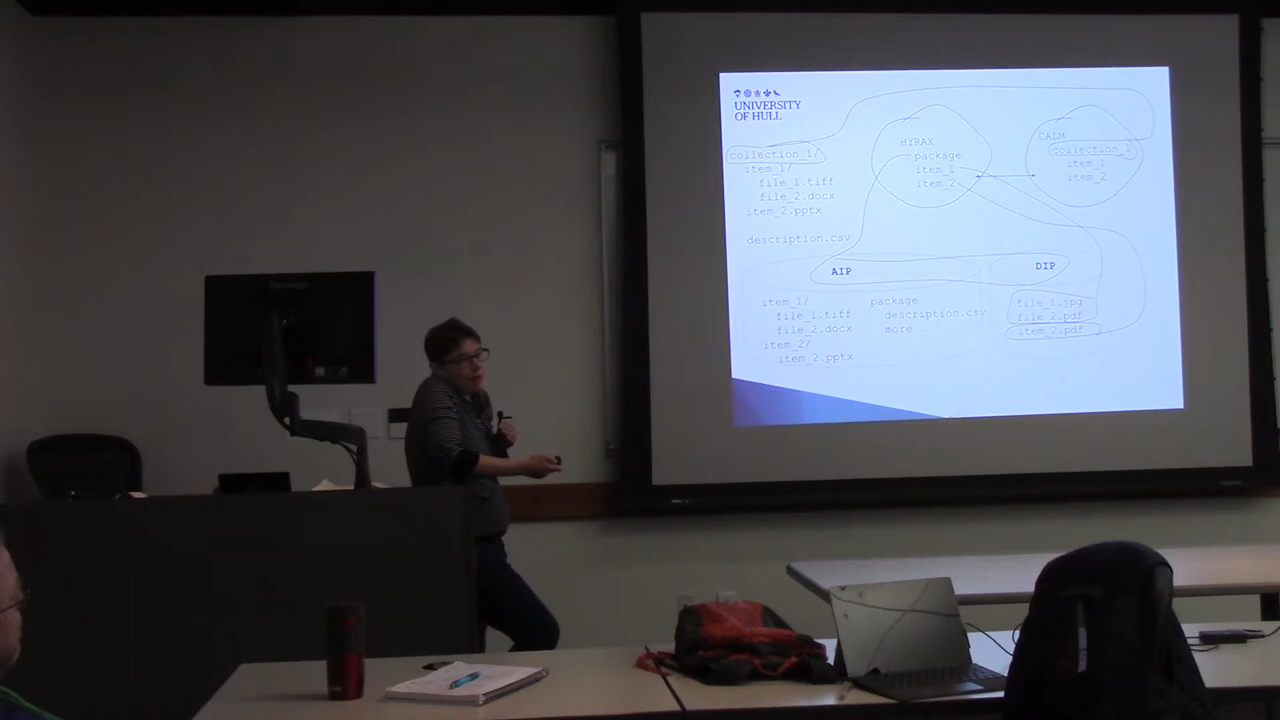 UNIVERSITY
OF HULL
collection_1/
item_1/
file_1.tiff
file_2.docx
item_2.pptx
description.csv
HYRAX
package
item_1
item_2
CALM
collection_1
item_1
item_2
AIP
item_1/
file_1.tiff
file_2.docx
item_2/
item_2.pptx
package
description.csv
more
DIP
file_1.jpg
file_2.pdf
item_2.pdf